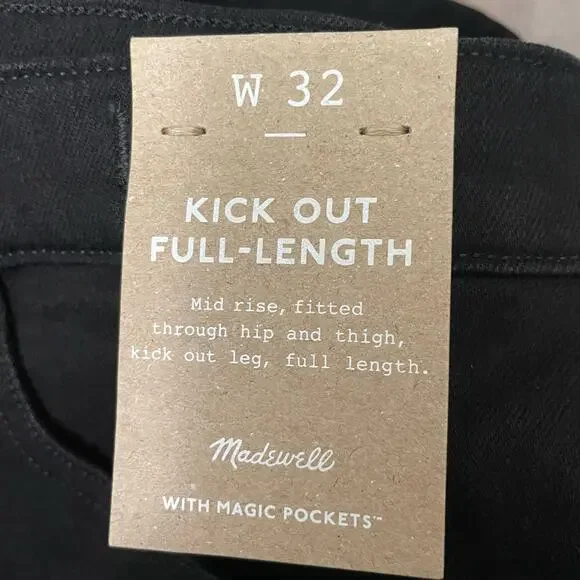 W 32
KICK OUT
FULL-LENGTH
Mid rise, fitted
through hip and thigh,
kick out leg, full length.
Madewell
WITH MAGIC POCKETS™